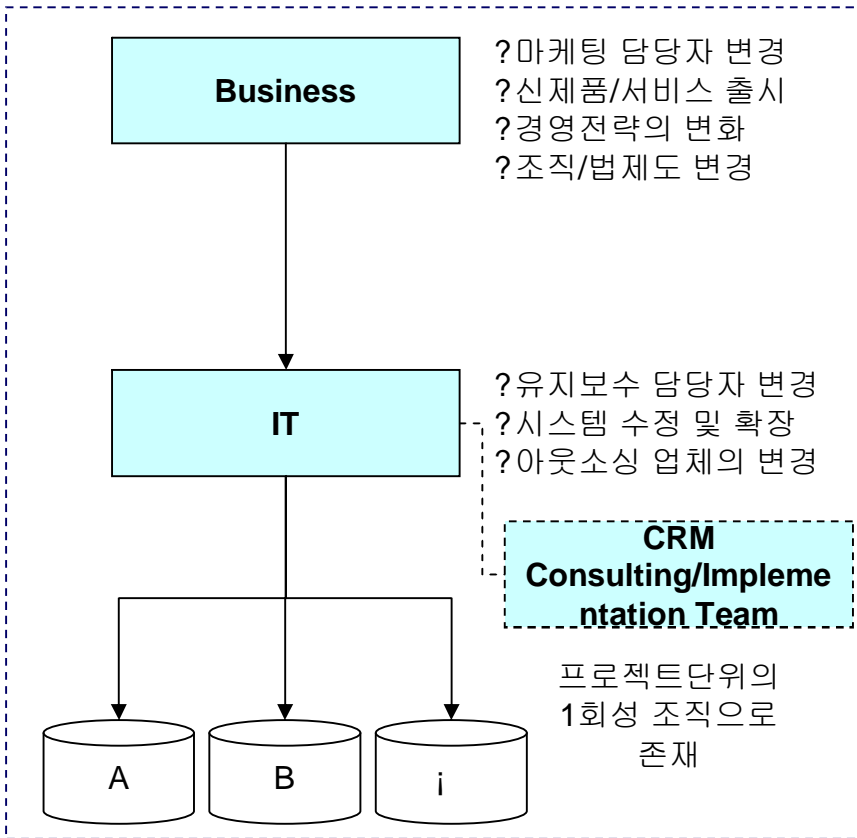 Business
?마케팅 담당자 변경
?신제품/서비스 출시
?경영전략의 변화
?조직/법제도 변경
IT
?유지보수 담당자 변경
?시스템 수정 및 확장
?아웃소싱 업체의 변경
CRM
Consulting/Impleme
ntation Team
프로젝트단위의
1회성 조직으로
존재
A
B
¡